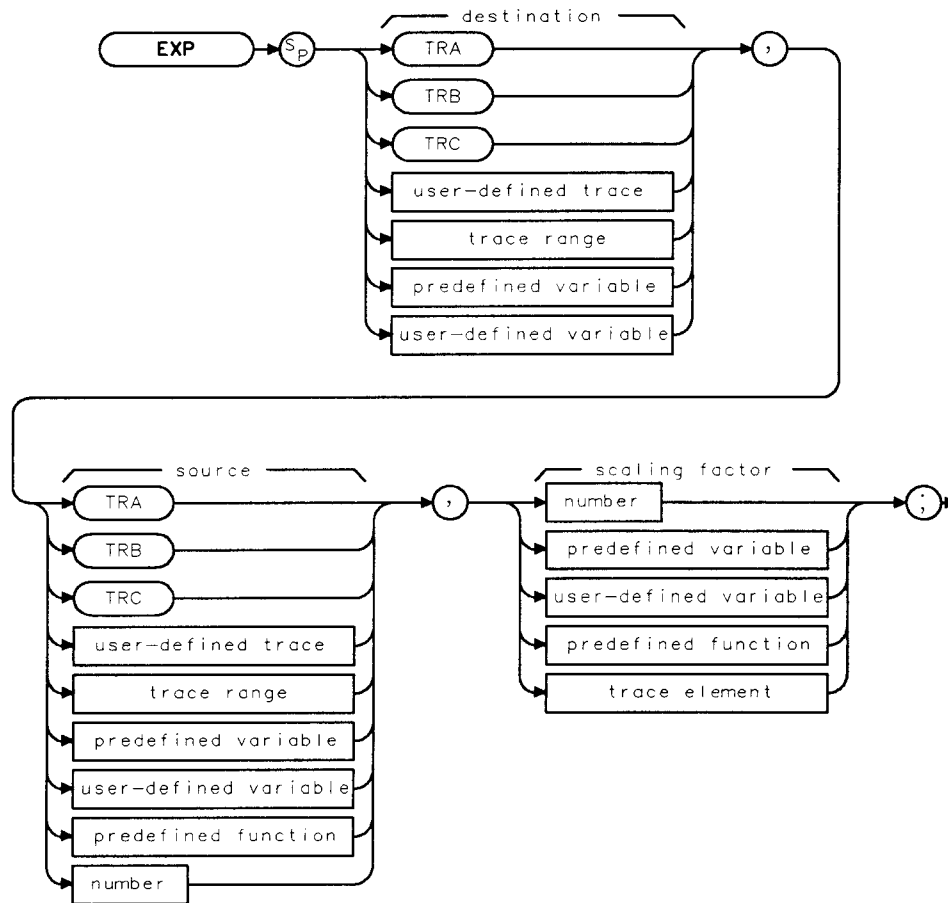 destination
EXP
SP
TRA
,
TRB
TRC
user-defined trace
trace range
predefined variable
user-defined variable
source
TRA
TRB
TRC
user-defined trace
trace range
predefined variable
user-defined variable
predefined function
number
,
scaling factor
number
;
predefined variable
user-defined variable
predefined function
trace element